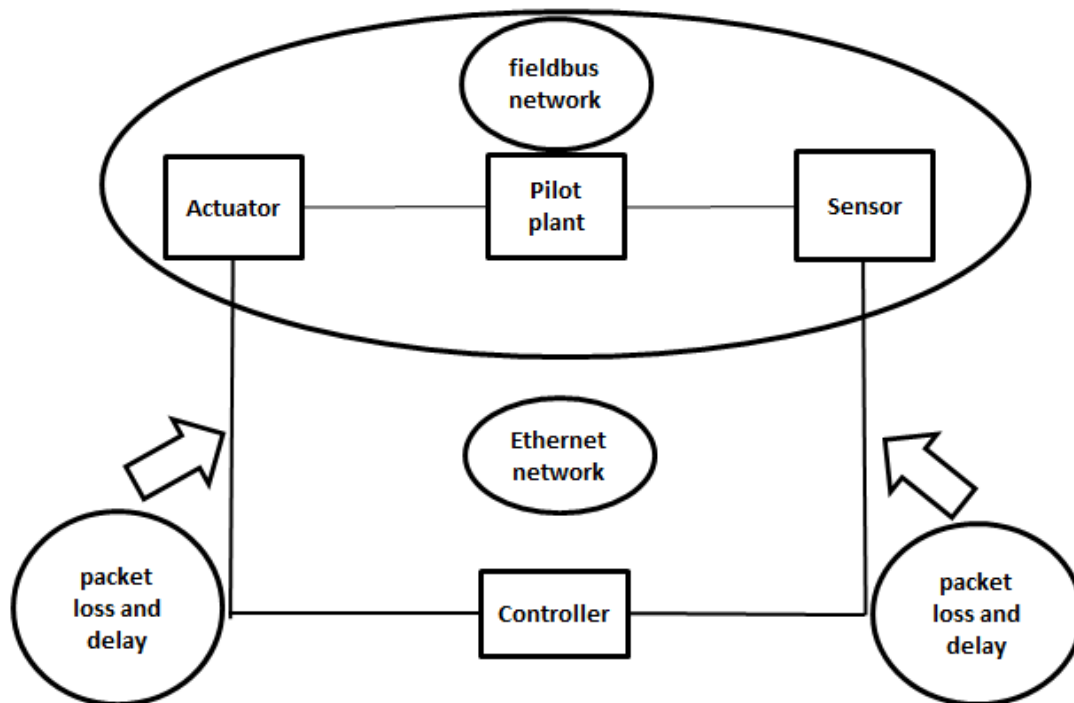 fieldbus
network
Actuator
Pilot
plant
Sensor
Ethernet
network
packet
loss and
delay
Controller
packet
loss and
delay